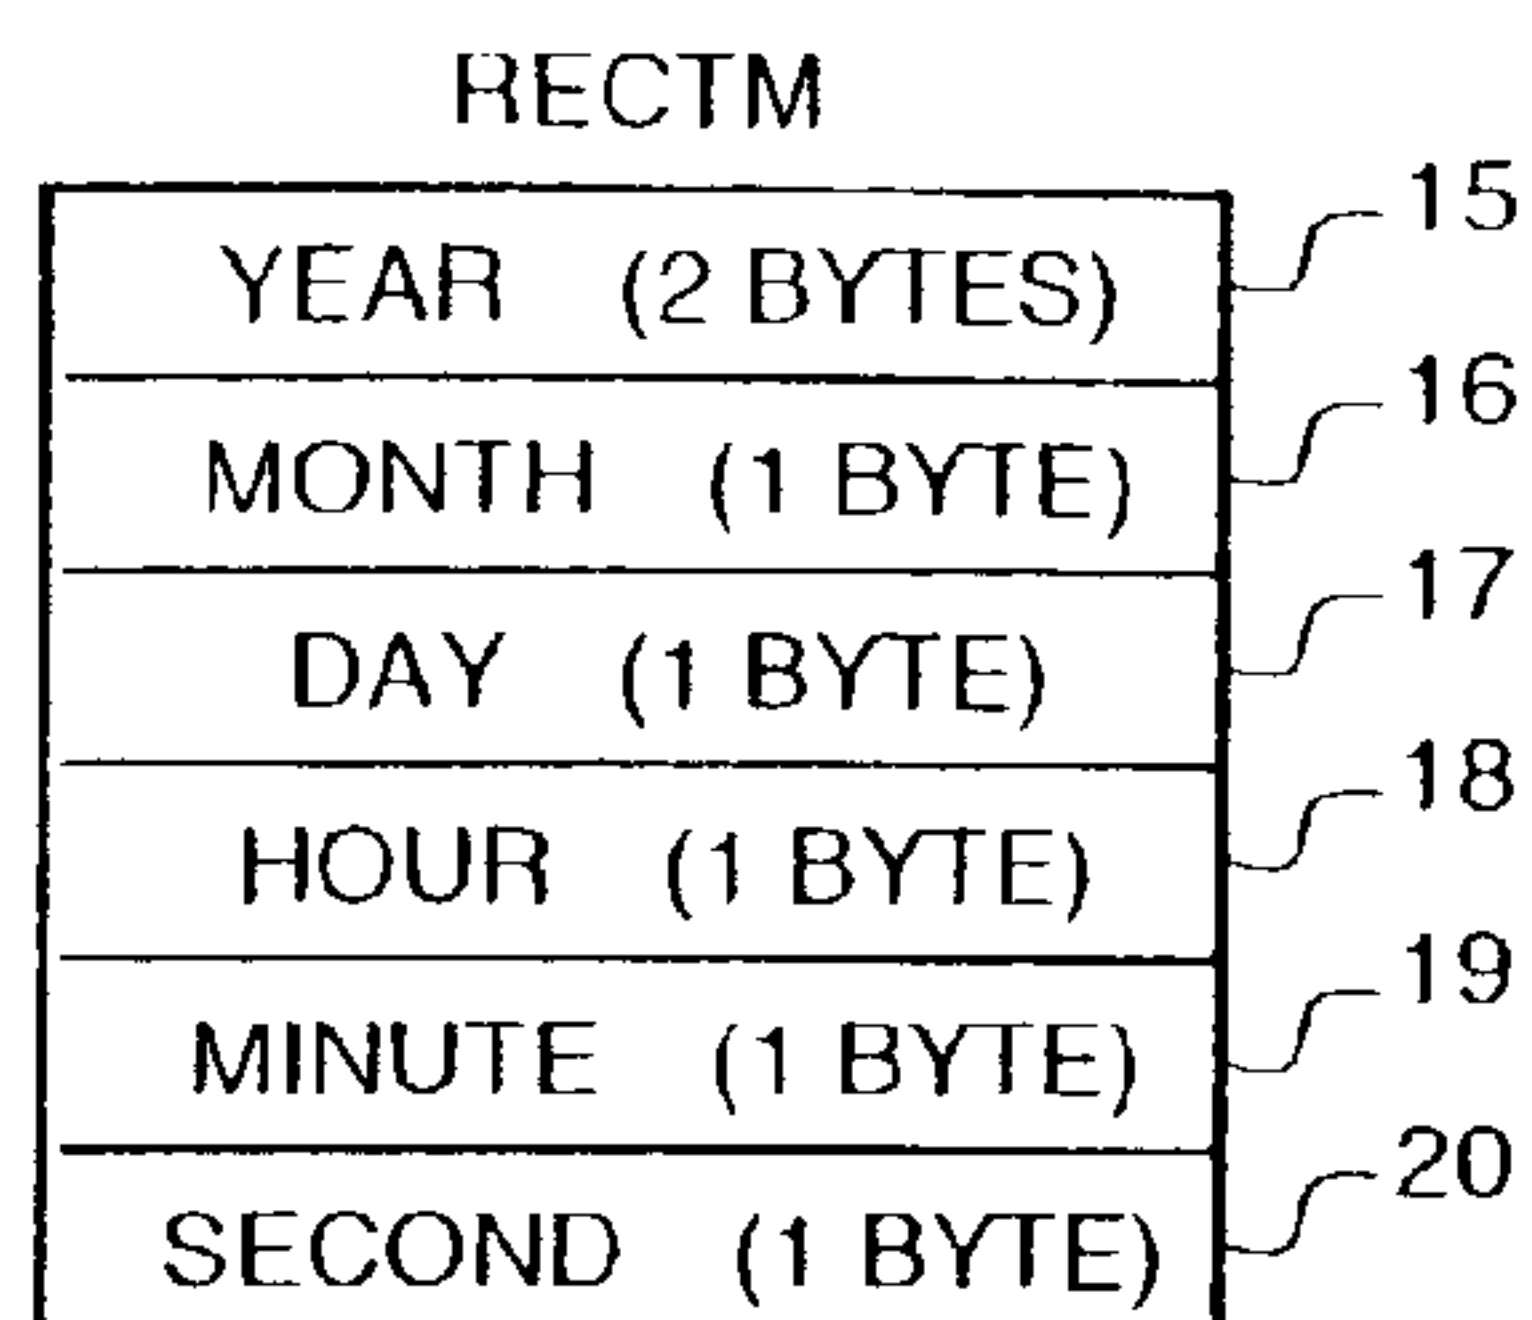 RECTM
YEAR (2 BYTES) 15
MONTH (1 BYTE) 16
DAY (1 BYTE) 17
HOUR (1 BYTE) 18
MINUTE (1 BYTE) 19
SECOND (1 BYTE) 20